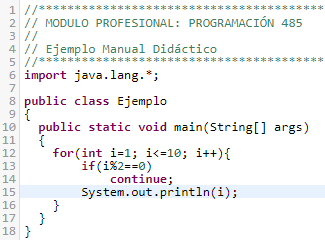 1 //****************************************
2 // MODULO PROFESIONAL: PROGRAMACIÓN 485
3 //
4 // Ejemplo Manual Didáctico
5 //****************************************
6 import java.lang.*;
7
8 public class Ejemplo
9 {
10 public static void main(String[] args)
11 {
12 for(int i=1; i<=10; i++){
13 if(i%2==0)
14 continue;
15 System.out.println(i);
16 }
17 }
18 }